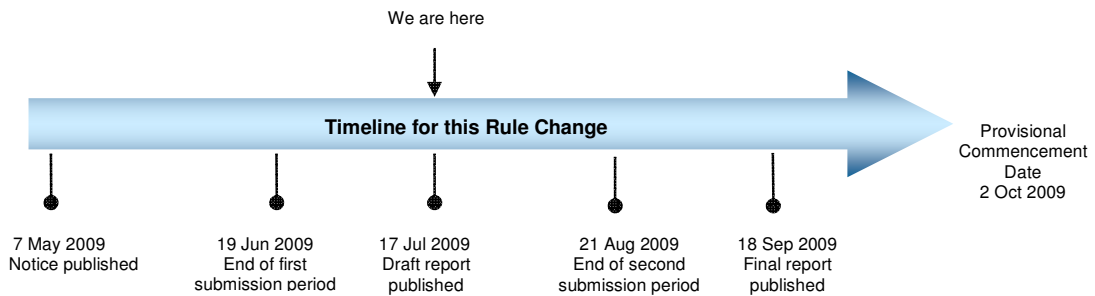 We are here
Timeline for this Rule Change
Provisional
Commencement
Date
2 Oct 2009
7 May 2009
Notice published
19 Jun 2009
End of first
submission period
17 Jul 2009
Draft report
published
21 Aug 2009
End of second
submission period
18 Sep 2009
Final report
published